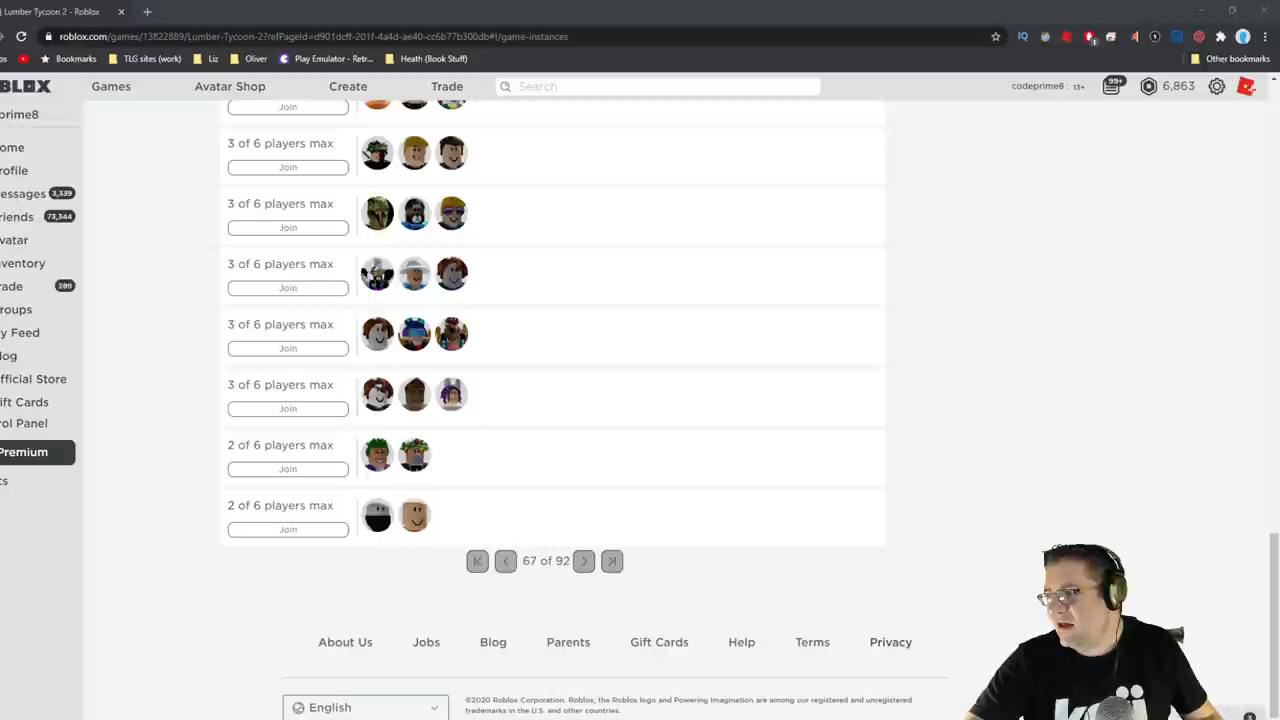 Lumber Tycoon 2 - Roblox
roblox.com/games/13822889/Lumber-Tycoon-2?refPageId=d901dcff-201f-4a4d-ae40-cc6b77b300db#!/game-instances
ps
Bookmarks
TLG sites (work)
Liz
Oliver
Play Emulator - Retr...
Heath (Book Stuff)
Other bookmarks
BLOX
Games
Avatar Shop
Create
Trade
Search
codeprime8: 13+
99+
6,863
prime8
ome
rofile
essages 3,339
riends 73,344
vatar
nventory
rade 289
roups
y Feed
log
fficial Store
ift Cards
rol Panel
Premium
ts
Join
3 of 6 players max
Join
3 of 6 players max
Join
3 of 6 players max
Join
3 of 6 players max
Join
3 of 6 players max
Join
2 of 6 players max
Join
2 of 6 players max
Join
67 of 92
About Us
Jobs
Blog
Parents
Gift Cards
Help
Terms
Privacy
English
©2020 Roblox Corporation. Roblox, the Roblox logo and Powering Imagination are among our registered and unregistered
trademarks in the U.S. and other countries.